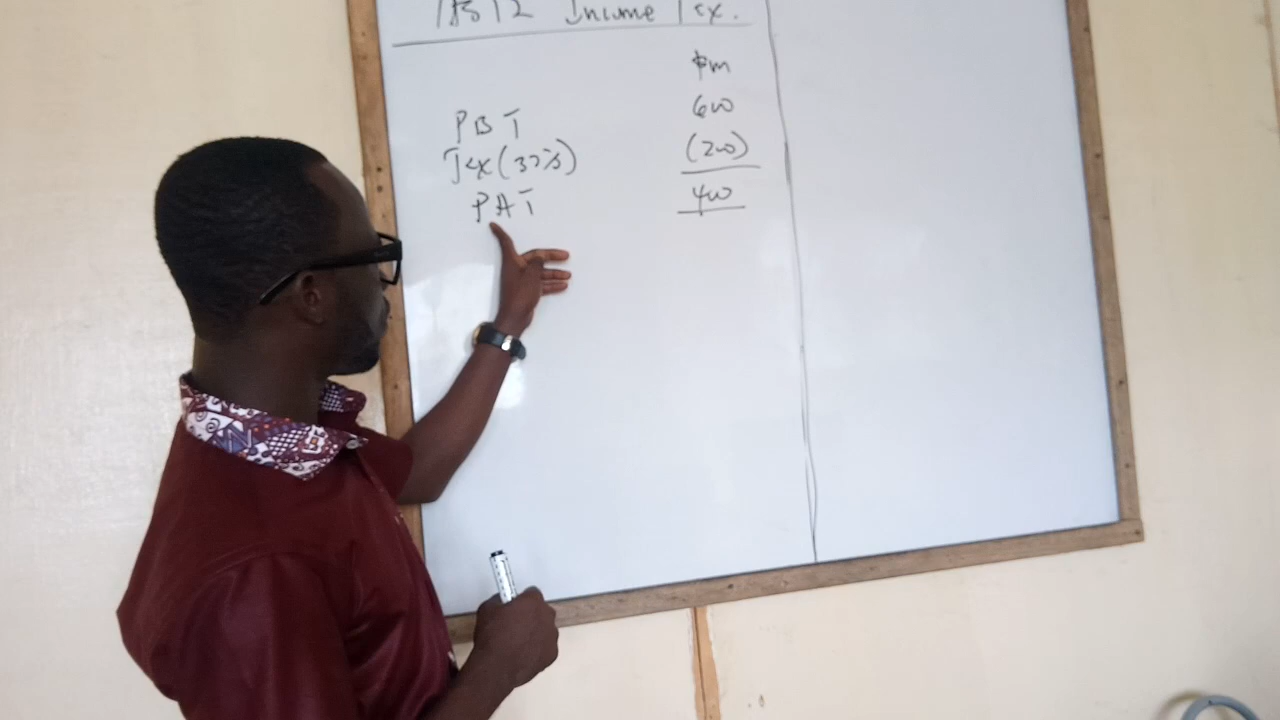 IAS 12 Income Tax.
$m
PBT 600
Tax (33%) (200)
PAT 400